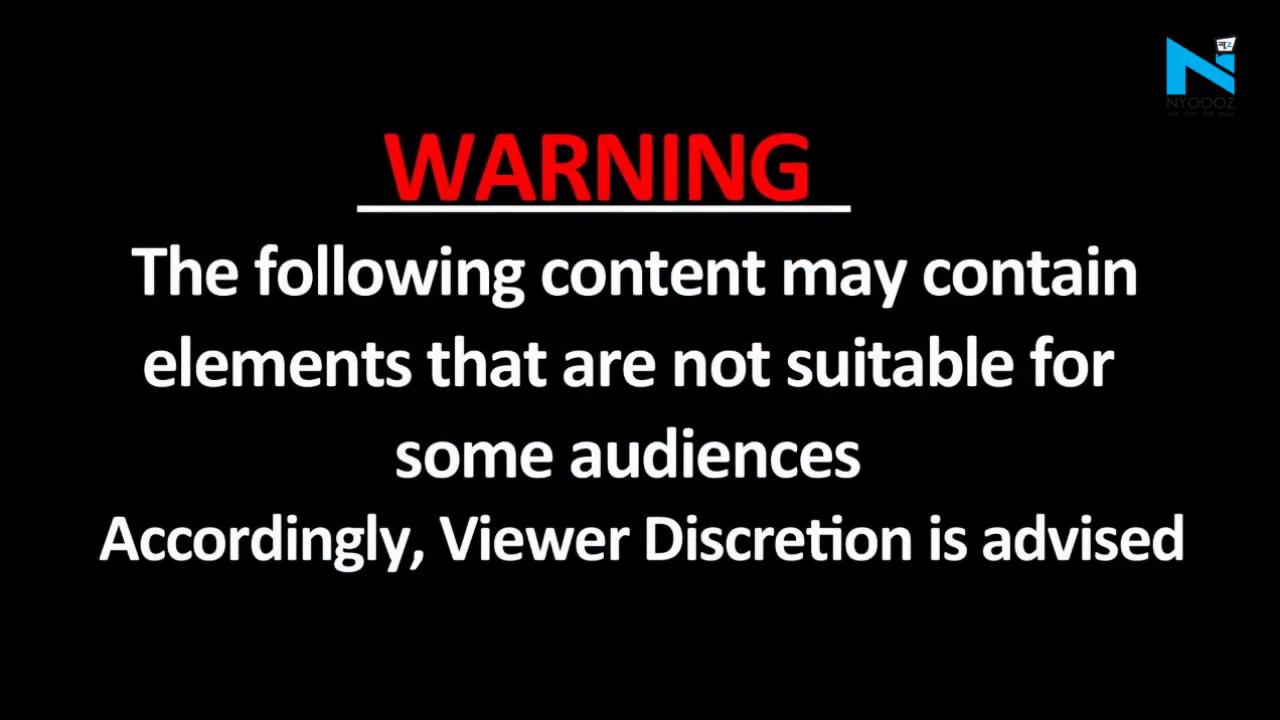 न्यूz
NYOOOZ
WARNING
The following content may contain
elements that are not suitable for
some audiences
Accordingly, Viewer Discretion is advised